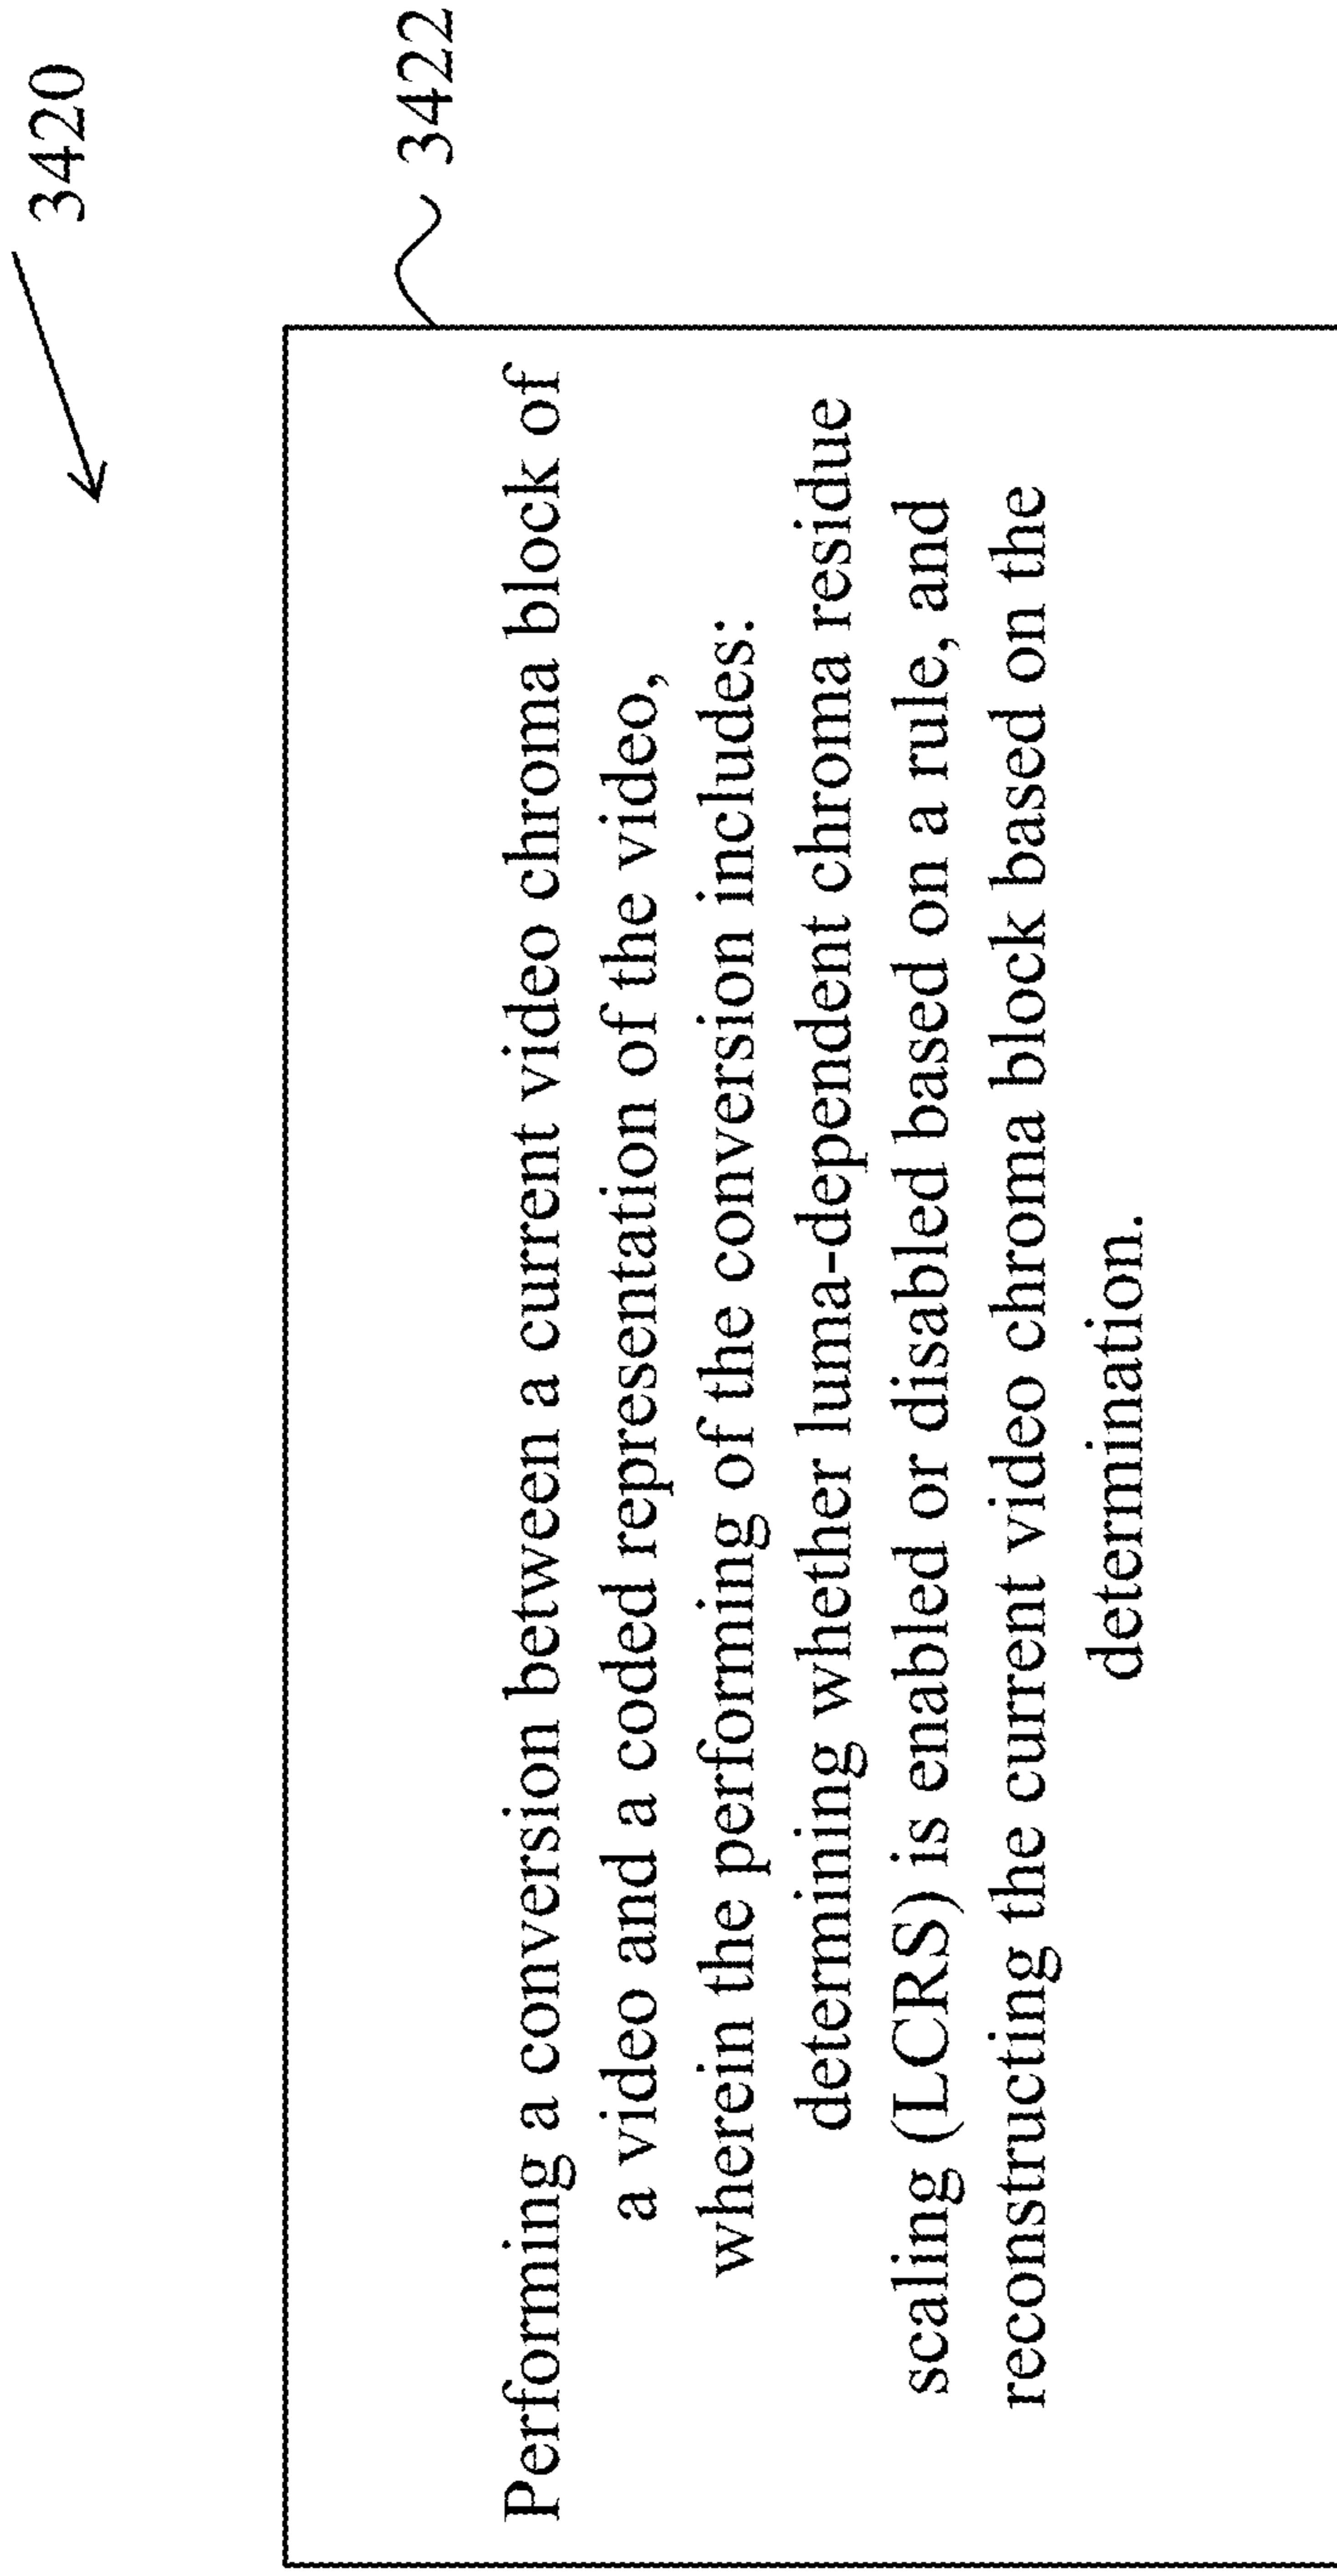 3420
3422
Performing a conversion between a current video chroma block of
a video and a coded representation of the video,
wherein the performing of the conversion includes:
determining whether luma-dependent chroma residue
scaling (LCRS) is enabled or disabled based on a rule, and
reconstructing the current video chroma block based on the
determination.